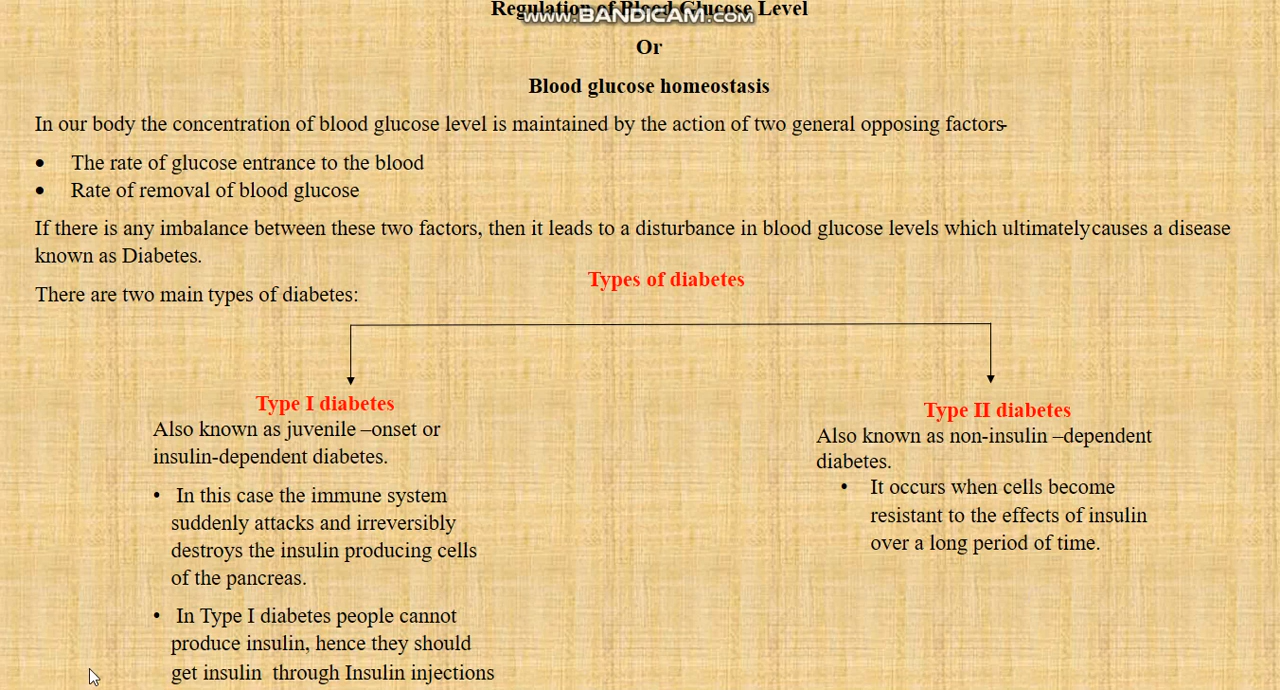 Regulation of Blood Glucose Level
www.BANDICAM.com
Or
Blood glucose homeostasis
In our body the concentration of blood glucose level is maintained by the action of two general opposing factors-
• The rate of glucose entrance to the blood
• Rate of removal of blood glucose
If there is any imbalance between these two factors, then it leads to a disturbance in blood glucose levels which ultimately causes a disease
known as Diabetes.
Types of diabetes
There are two main types of diabetes:
Type I diabetes
Also known as juvenile –onset or
insulin-dependent diabetes.
• In this case the immune system
suddenly attacks and irreversibly
destroys the insulin producing cells
of the pancreas.
• In Type I diabetes people cannot
produce insulin, hence they should
get insulin through Insulin injections
Type II diabetes
Also known as non-insulin –dependent
diabetes.
• It occurs when cells become
resistant to the effects of insulin
over a long period of time.